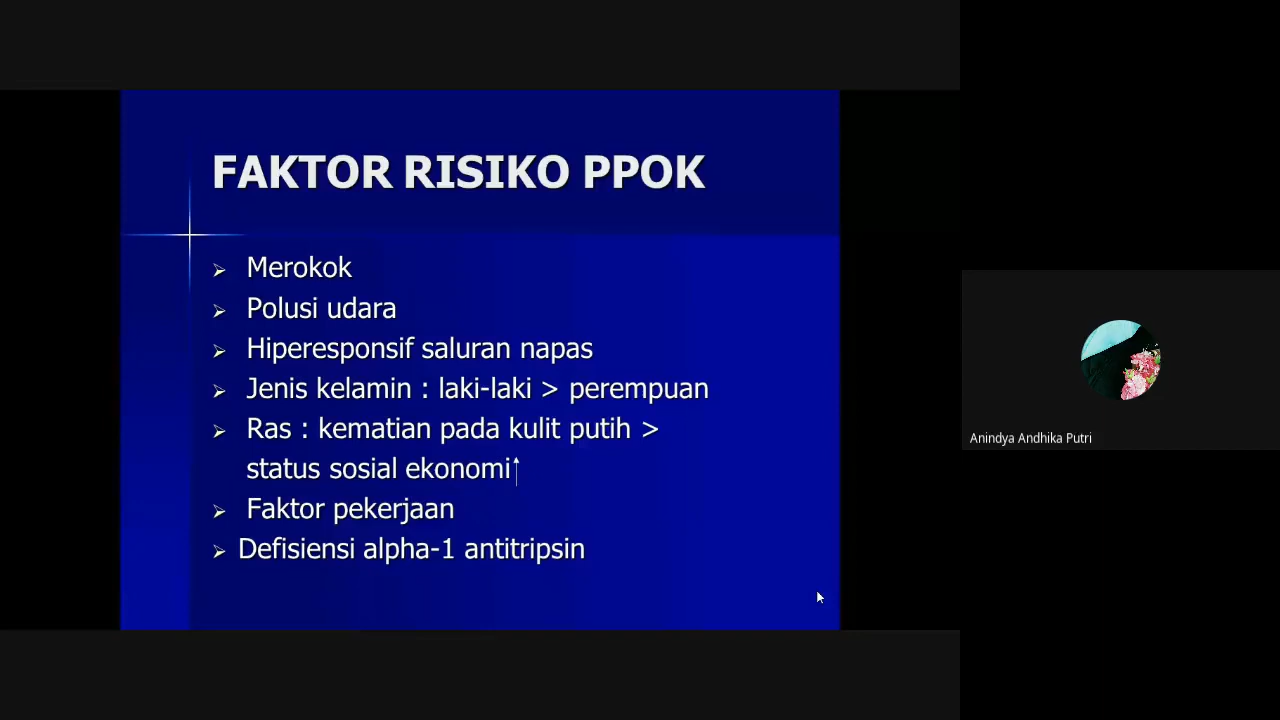 FAKTOR RISIKO PPOK
➢ Merokok
➢ Polusi udara
➢ Hiperesponsif saluran napas
➢ Jenis kelamin : laki-laki > perempuan
➢ Ras : kematian pada kulit putih >
status sosial ekonomi↑
➢ Faktor pekerjaan
➢ Defisiensi alpha-1 antitripsin
Anindya Andhika Putri